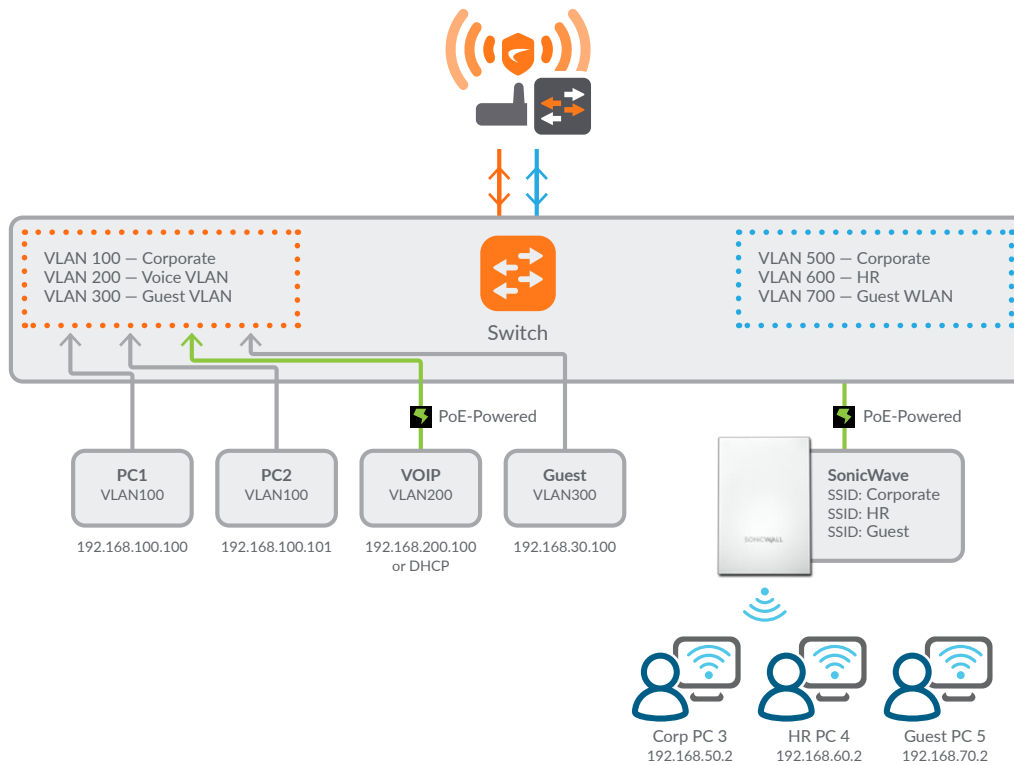 VLAN 100 — Corporate
VLAN 200 — Voice VLAN
VLAN 300 — Guest VLAN
Switch
VLAN 500 — Corporate
VLAN 600 — HR
VLAN 700 — Guest WLAN
PoE-Powered
PoE-Powered
PC1
VLAN100
192.168.100.100
PC2
VLAN100
192.168.100.101
VOIP
VLAN200
192.168.200.100
or DHCP
Guest
VLAN300
192.168.30.100
SONICWALL
SonicWave
SSID: Corporate
SSID: HR
SSID: Guest
Corp PC 3
192.168.50.2
HR PC 4
192.168.60.2
Guest PC 5
192.168.70.2